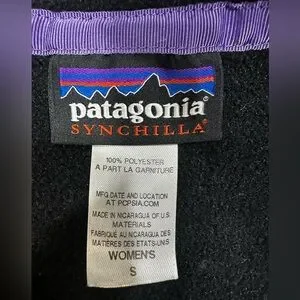 patagonia®
SYNCHILLA®
100% POLYESTER
A PART LA GARNITURE
MFG DATE AND LOCATION
AT PCPSIA.COM
MADE IN NICARAGUA OF U.S.
MATERIALS
FABRIQUÉ AU NICARAGUA DES
MATIÈRES DES ETATS-UNIS
WOMEN'S
S